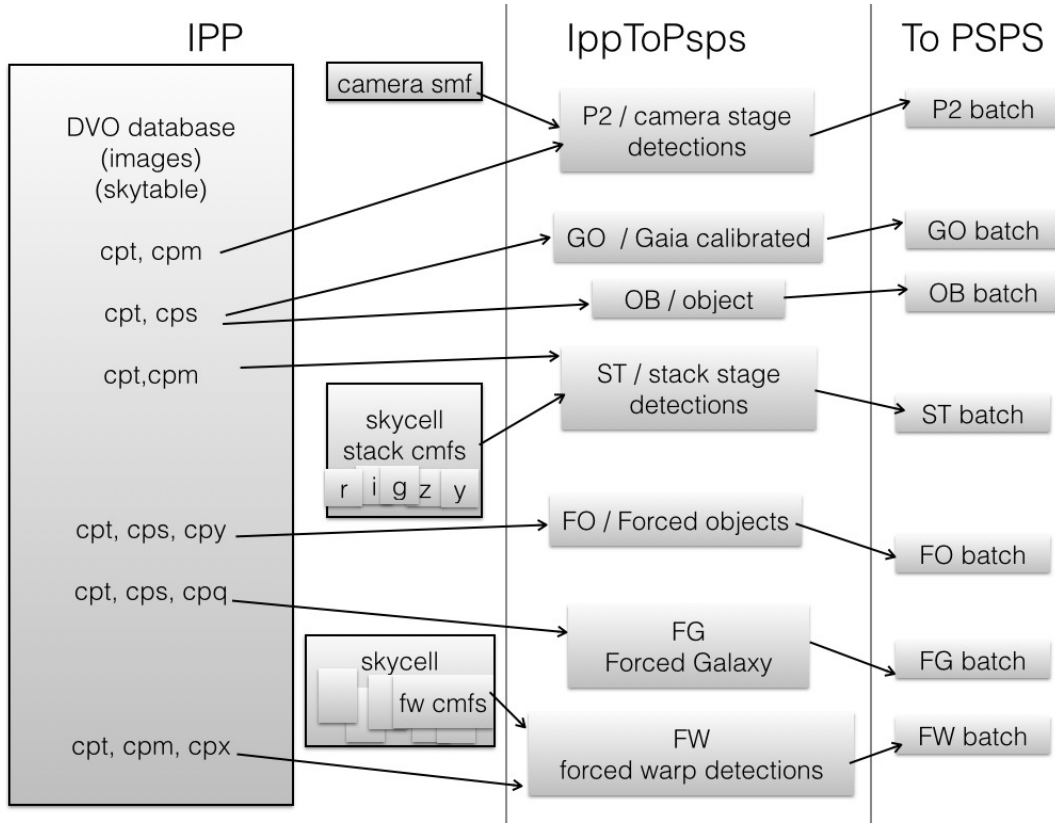 IPP
IppToPsps
To PSPS
DVO database
(images)
(skytable)
cpt, cpm
cpt, cps
cpt,cpm
cpt, cps, cpy
cpt, cps, cpq
cpt, cpm, cpx
camera smf
skycell
stack cmfs
r i g z y
skycell
fw cmfs
P2 / camera stage
detections
GO / Gaia calibrated
OB / object
ST / stack stage
detections
FO / Forced objects
FG
Forced Galaxy
FW
forced warp detections
P2 batch
GO batch
OB batch
ST batch
FO batch
FG batch
FW batch